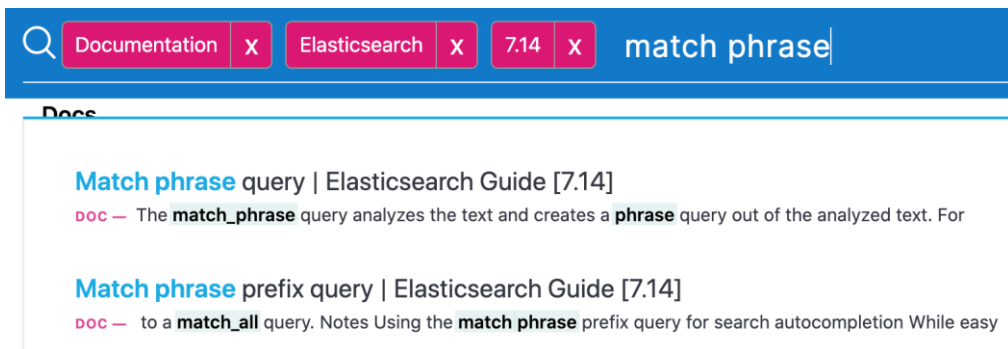 Documentation X Elasticsearch X 7.14 X match phrase
Docs
Match phrase query | Elasticsearch Guide [7.14]
DOC — The match_phrase query analyzes the text and creates a phrase query out of the analyzed text. For
Match phrase prefix query | Elasticsearch Guide [7.14]
DOC — to a match_all query. Notes Using the match phrase prefix query for search autocompletion While easy